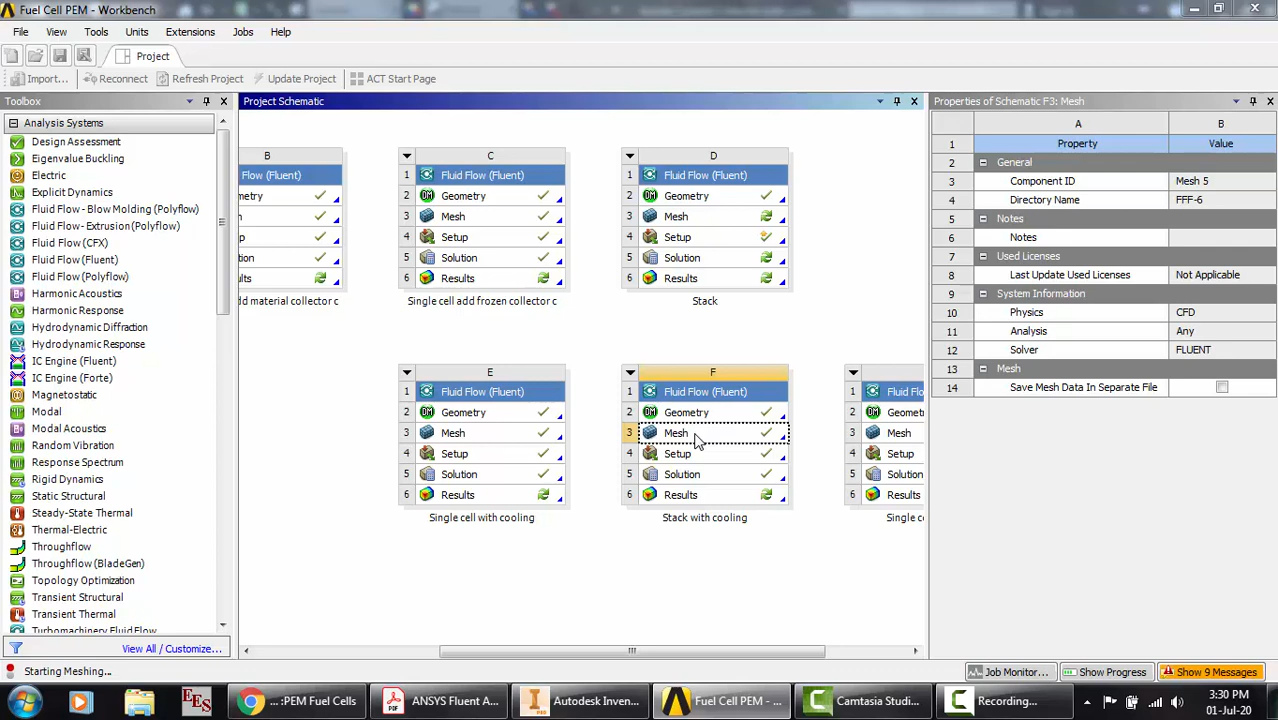 Fuel Cell PEM - Workbench
File View Tools Units Extensions Jobs Help
Project
Import... Reconnect Refresh Project Update Project ACT Start Page
Toolbox
Analysis Systems
Design Assessment
Eigenvalue Buckling
Electric
Explicit Dynamics
Fluid Flow - Blow Molding (Polyflow)
Fluid Flow - Extrusion (Polyflow)
Fluid Flow (CFX)
Fluid Flow (Fluent)
Fluid Flow (Polyflow)
Harmonic Acoustics
Harmonic Response
Hydrodynamic Diffraction
Hydrodynamic Response
IC Engine (Fluent)
IC Engine (Forte)
Magnetostatic
Modal
Modal Acoustics
Random Vibration
Response Spectrum
Rigid Dynamics
Static Structural
Steady-State Thermal
Thermal-Electric
Throughflow
Throughflow (BladeGen)
Topology Optimization
Transient Structural
Transient Thermal
Turbomachinery Fluid Flow
View All / Customize...
Project Schematic
B
Flow (Fluent)
metry
h
p
ion
lts
dd material collector c
C
1 Fluid Flow (Fluent)
2 Geometry
3 Mesh
4 Setup
5 Solution
6 Results
Single cell add frozen collector c
D
1 Fluid Flow (Fluent)
2 Geometry
3 Mesh
4 Setup
5 Solution
6 Results
Stack
E
1 Fluid Flow (Fluent)
2 Geometry
3 Mesh
4 Setup
5 Solution
6 Results
Single cell with cooling
F
1 Fluid Flow (Fluent)
2 Geometry
3 Mesh
4 Setup
5 Solution
6 Results
Stack with cooling
1 Fluid Flo
2 Geomet
3 Mesh
4 Setup
5 Solution
6 Results
Single c
Properties of Schematic F3: Mesh
A B
1 Property Value
2 General
3 Component ID Mesh 5
4 Directory Name FFF-6
5 Notes
6 Notes
7 Used Licenses
8 Last Update Used Licenses Not Applicable
9 System Information
10 Physics CFD
11 Analysis Any
12 Solver FLUENT
13 Mesh
14 Save Mesh Data In Separate File
Starting Meshing... Job Monitor... Show Progress Show 9 Messages
...:PEM Fuel Cells ANSYS Fluent A... Autodesk Inven... Fuel Cell PEM - ... Camtasia Studi... Recording... 3:30 PM
EES 01-Jul-20